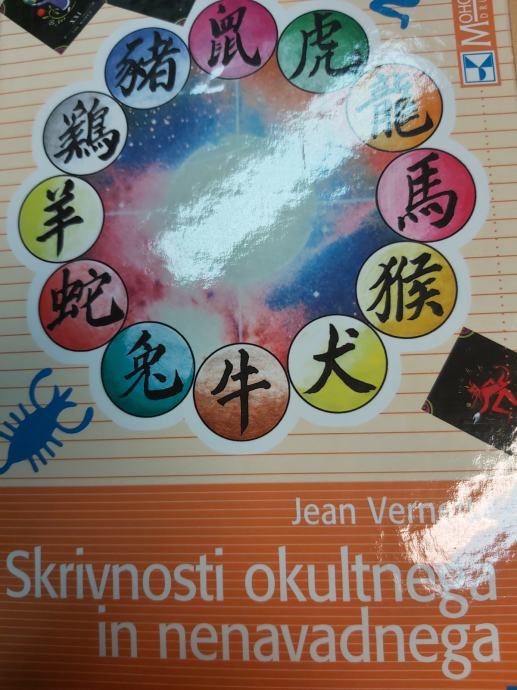 鼠
豬
虎
鷄
龍
羊
馬
蛇
猴
兔
牛
犬
Skrivnosti okultnega
in nenavadnega
Jean